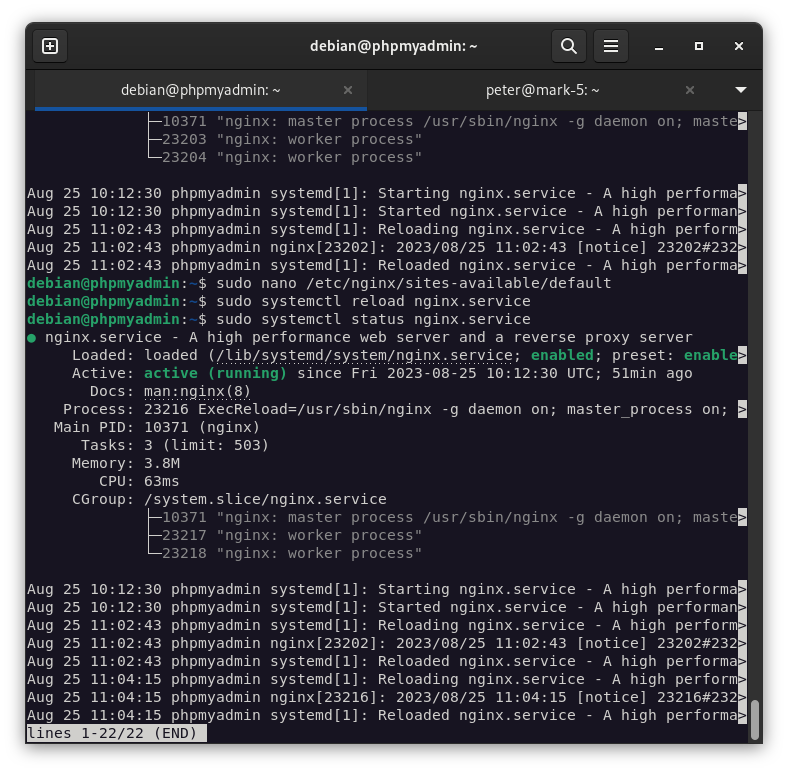 debian@phpmyadmin: ~
debian@phpmyadmin: ~
peter@mark-5: ~
├─10371 "nginx: master process /usr/sbin/nginx -g daemon on; maste>
├─23203 "nginx: worker process"
└─23204 "nginx: worker process"
Aug 25 10:12:30 phpmyadmin systemd[1]: Starting nginx.service - A high performa>
Aug 25 10:12:30 phpmyadmin systemd[1]: Started nginx.service - A high performan>
Aug 25 11:02:43 phpmyadmin systemd[1]: Reloading nginx.service - A high perform>
Aug 25 11:02:43 phpmyadmin nginx[23202]: 2023/08/25 11:02:43 [notice] 23202#232>
Aug 25 11:02:43 phpmyadmin systemd[1]: Reloaded nginx.service - A high performa>
debian@phpmyadmin:~$ sudo nano /etc/nginx/sites-available/default
debian@phpmyadmin:~$ sudo systemctl reload nginx.service
debian@phpmyadmin:~$ sudo systemctl status nginx.service
● nginx.service - A high performance web server and a reverse proxy server
Loaded: loaded (/lib/systemd/system/nginx.service; enabled; preset: enable>
Active: active (running) since Fri 2023-08-25 10:12:30 UTC; 51min ago
Docs: man:nginx(8)
Process: 23216 ExecReload=/usr/sbin/nginx -g daemon on; master_process on; >
Main PID: 10371 (nginx)
Tasks: 3 (limit: 503)
Memory: 3.8M
CPU: 63ms
CGroup: /system.slice/nginx.service
├─10371 "nginx: master process /usr/sbin/nginx -g daemon on; maste>
├─23217 "nginx: worker process"
└─23218 "nginx: worker process"
Aug 25 10:12:30 phpmyadmin systemd[1]: Starting nginx.service - A high performa>
Aug 25 10:12:30 phpmyadmin systemd[1]: Started nginx.service - A high performan>
Aug 25 11:02:43 phpmyadmin systemd[1]: Reloading nginx.service - A high perform>
Aug 25 11:02:43 phpmyadmin nginx[23202]: 2023/08/25 11:02:43 [notice] 23202#232>
Aug 25 11:02:43 phpmyadmin systemd[1]: Reloaded nginx.service - A high performa>
Aug 25 11:04:15 phpmyadmin systemd[1]: Reloading nginx.service - A high perform>
Aug 25 11:04:15 phpmyadmin nginx[23216]: 2023/08/25 11:04:15 [notice] 23216#232>
Aug 25 11:04:15 phpmyadmin systemd[1]: Reloaded nginx.service - A high performa>
lines 1-22/22 (END)